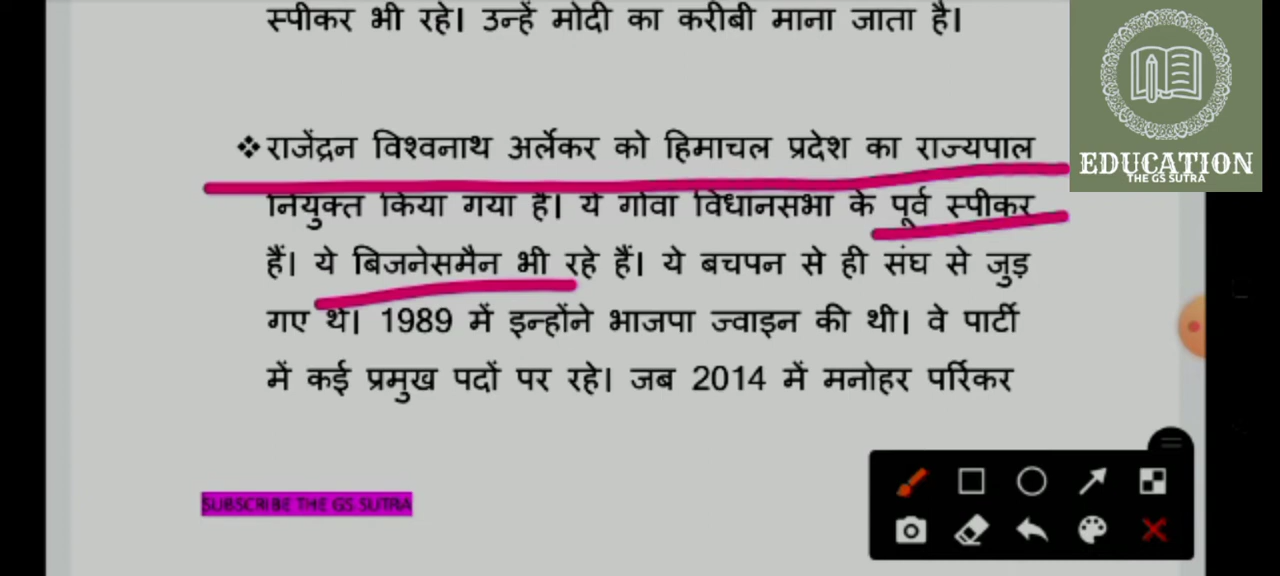 स्पीकर भी रहे। उन्हें मोदी का करीबी माना जाता है।
❖राजेंद्रन विश्वनाथ अर्लेकर को हिमाचल प्रदेश का राज्यपाल
नियुक्त किया गया है। ये गोवा विधानसभा के पूर्व स्पीकर
हैं। ये बिजनेसमैन भी रहे हैं। ये बचपन से ही संघ से जुड़
गए थे। 1989 में इन्होंने भाजपा ज्वाइन की थी। वे पार्टी
में कई प्रमुख पदों पर रहे। जब 2014 में मनोहर पर्रिकर
SUBSCRIBE THE GS SUTRA
EDUCATION
THE GS SUTRA